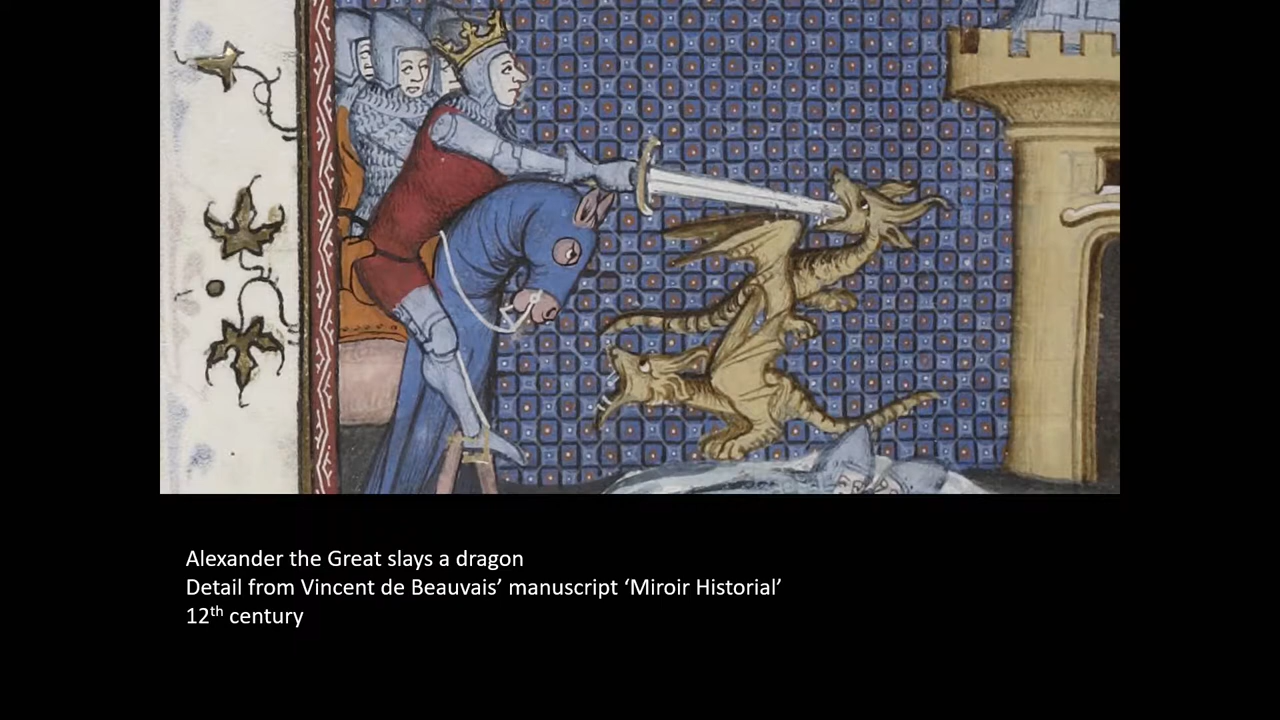 Alexander the Great slays a dragon
Detail from Vincent de Beauvais’ manuscript ‘Miroir Historial’
12th century